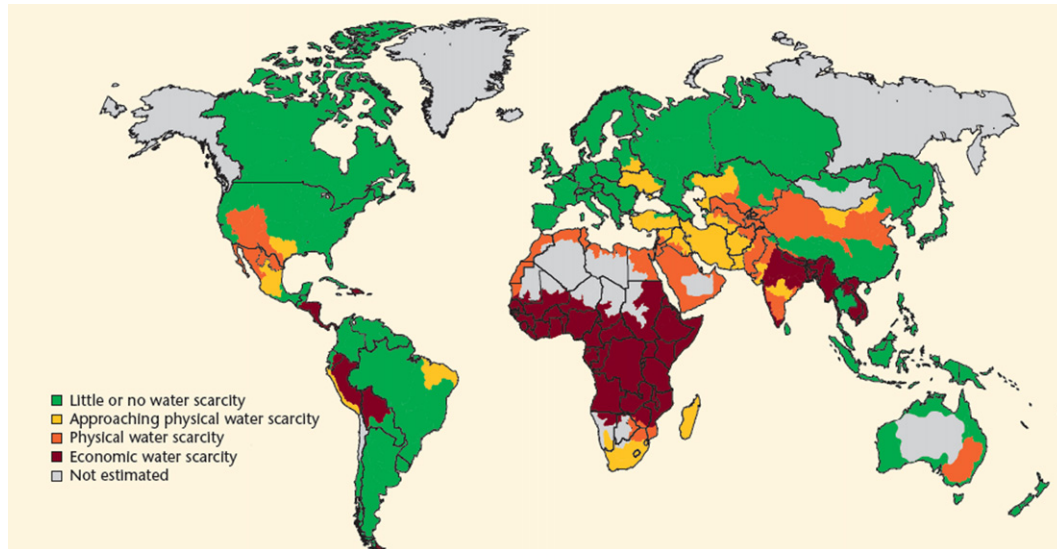 Little or no water scarcity
Approaching physical water scarcity
Physical water scarcity
Economic water scarcity
Not estimated